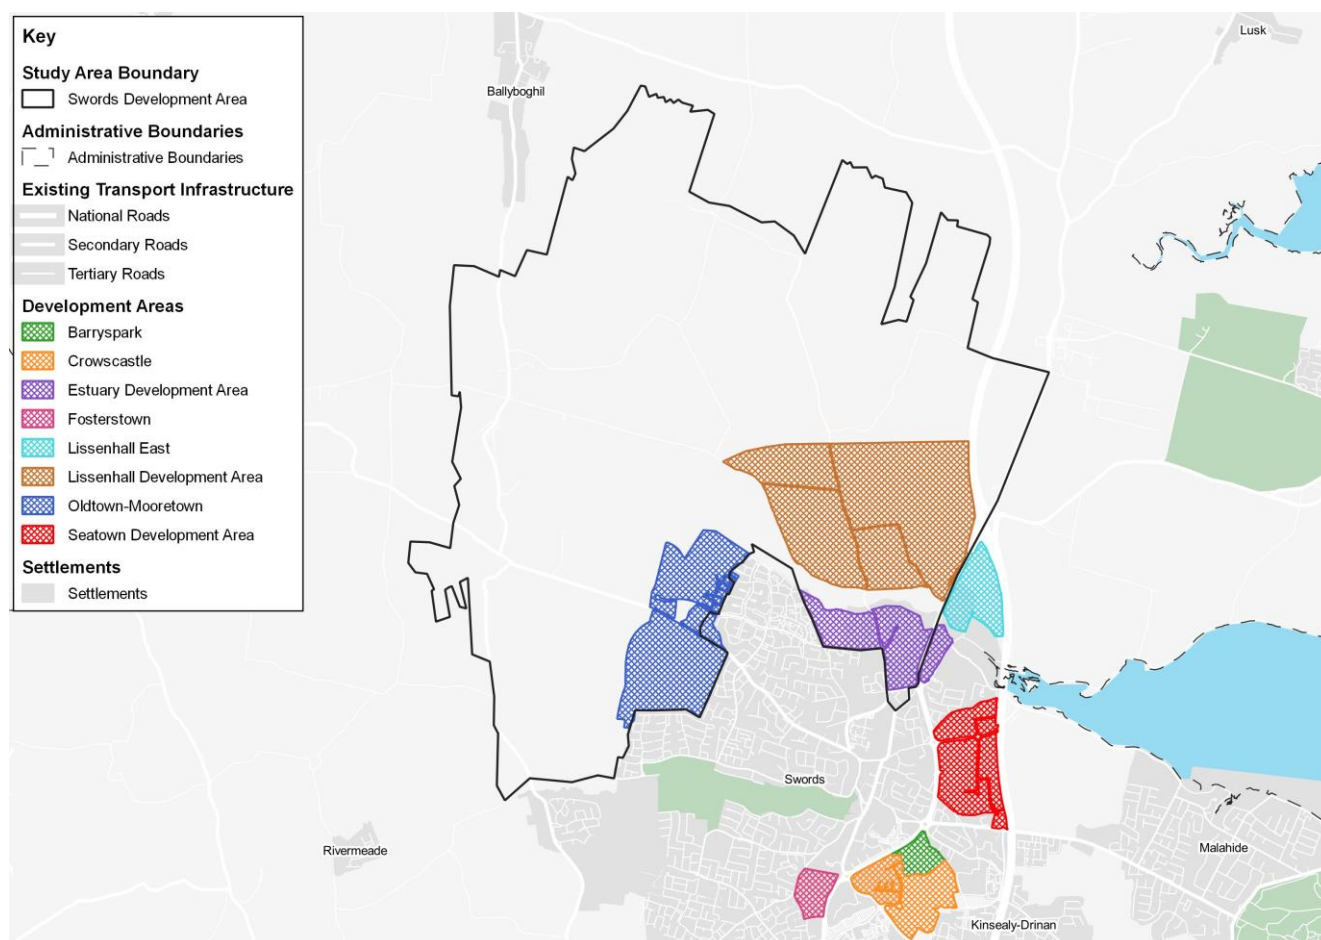 Key
Study Area Boundary
Swords Development Area
Administrative Boundaries
Administrative Boundaries
Existing Transport Infrastructure
National Roads
Secondary Roads
Tertiary Roads
Development Areas
Barryspark
Crowscastle
Estuary Development Area
Fosterstown
Lissenhall East
Lissenhall Development Area
Oldtown-Mooretown
Seatown Development Area
Settlements
Settlements
Lusk
Ballyboghil
Swords
Rivermeade
Malahide
Kinsealy-Drinan